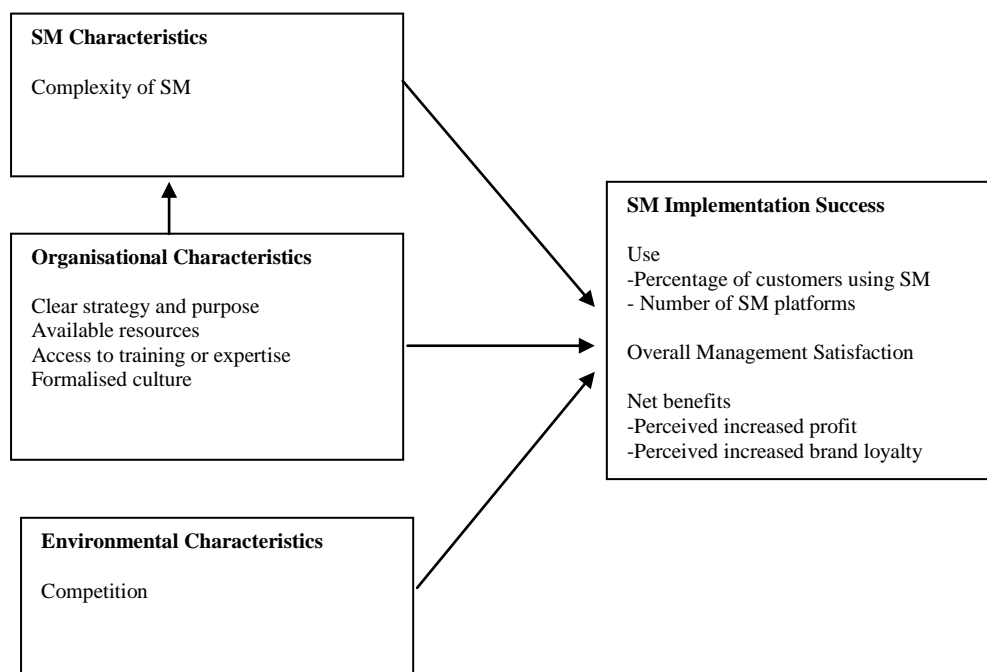 SM Characteristics
Complexity of SM
Organisational Characteristics
Clear strategy and purpose
Available resources
Access to training or expertise
Formalised culture
Environmental Characteristics
Competition
SM Implementation Success
Use
-Percentage of customers using SM
- Number of SM platforms
Overall Management Satisfaction
Net benefits
-Perceived increased profit
-Perceived increased brand loyalty